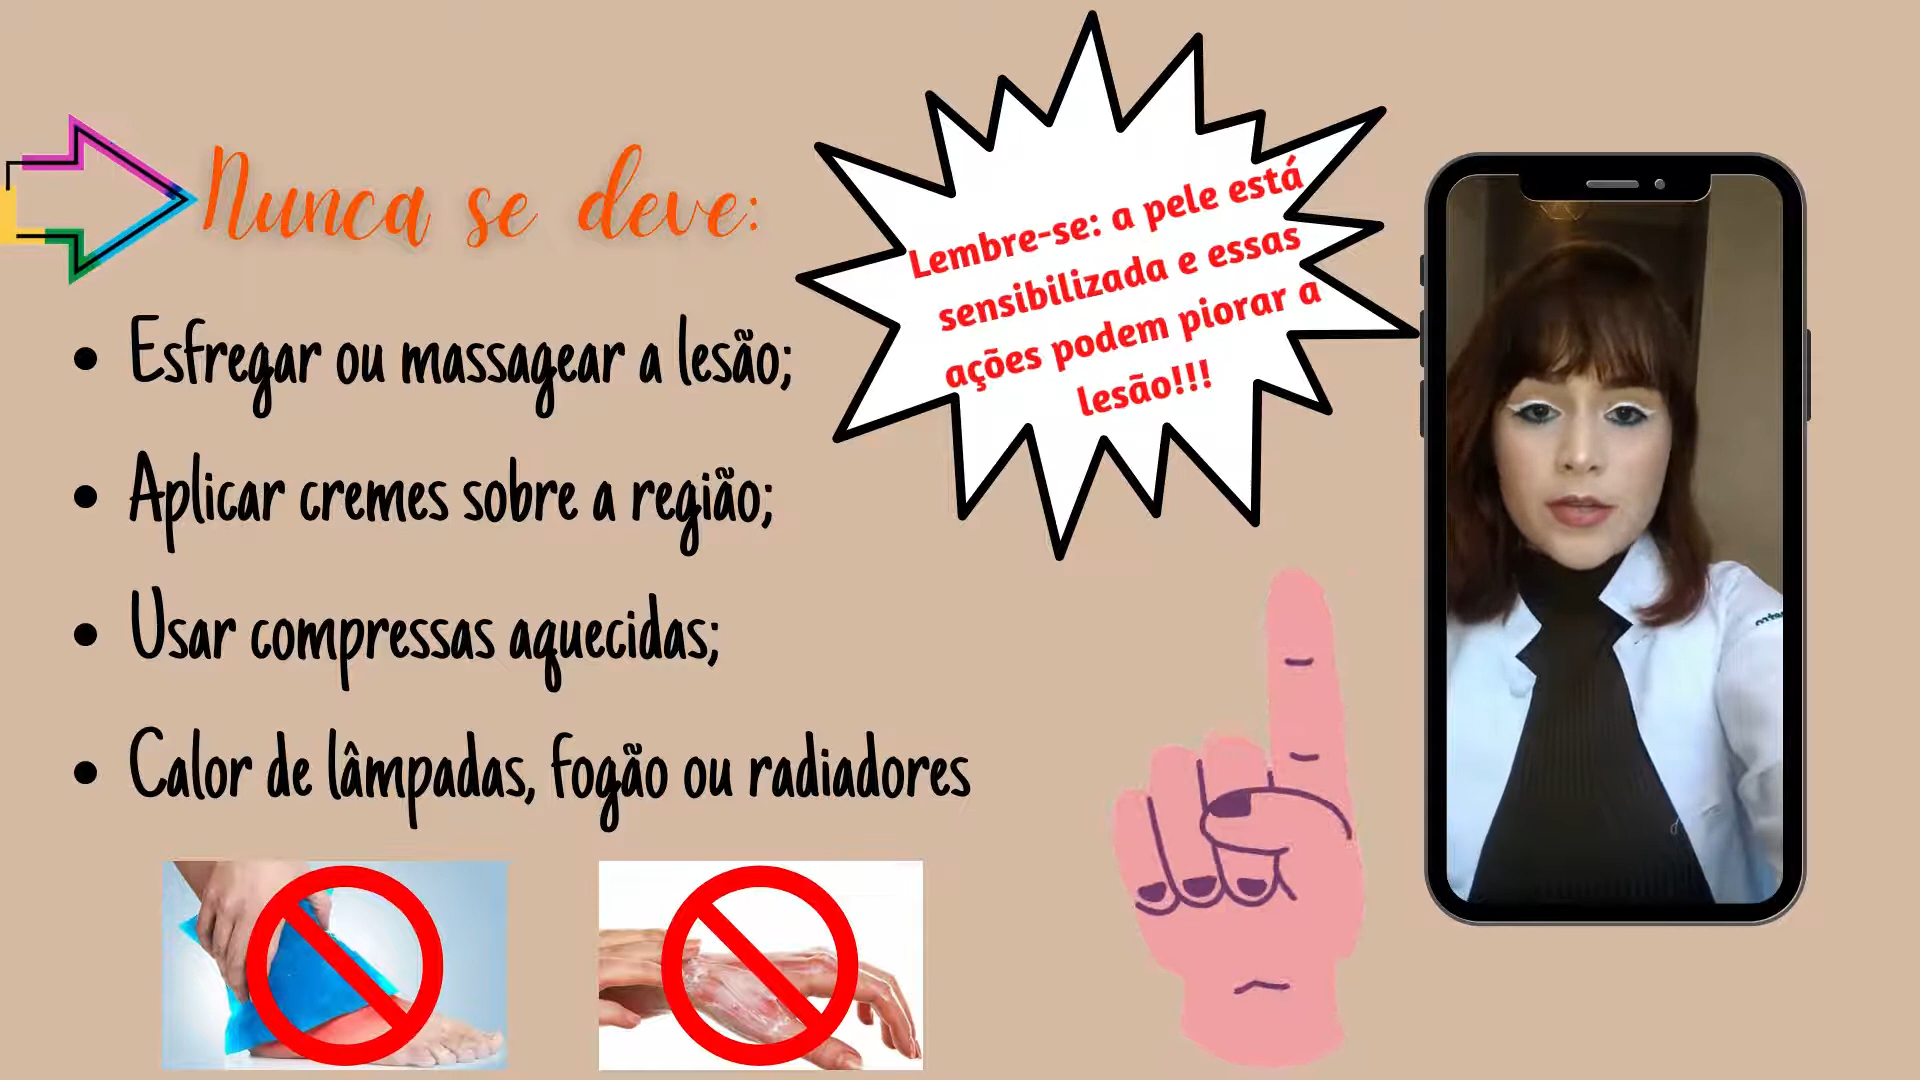 Nunca se deve:
Esfregar ou massagear a lesão;
Aplicar cremes sobre a região;
Usar compressas aquecidas;
Calor de lâmpadas, fogão ou radiadores
Lembre-se: a pele está
sensibilizada e essas
ações podem piorar a
lesão!!!